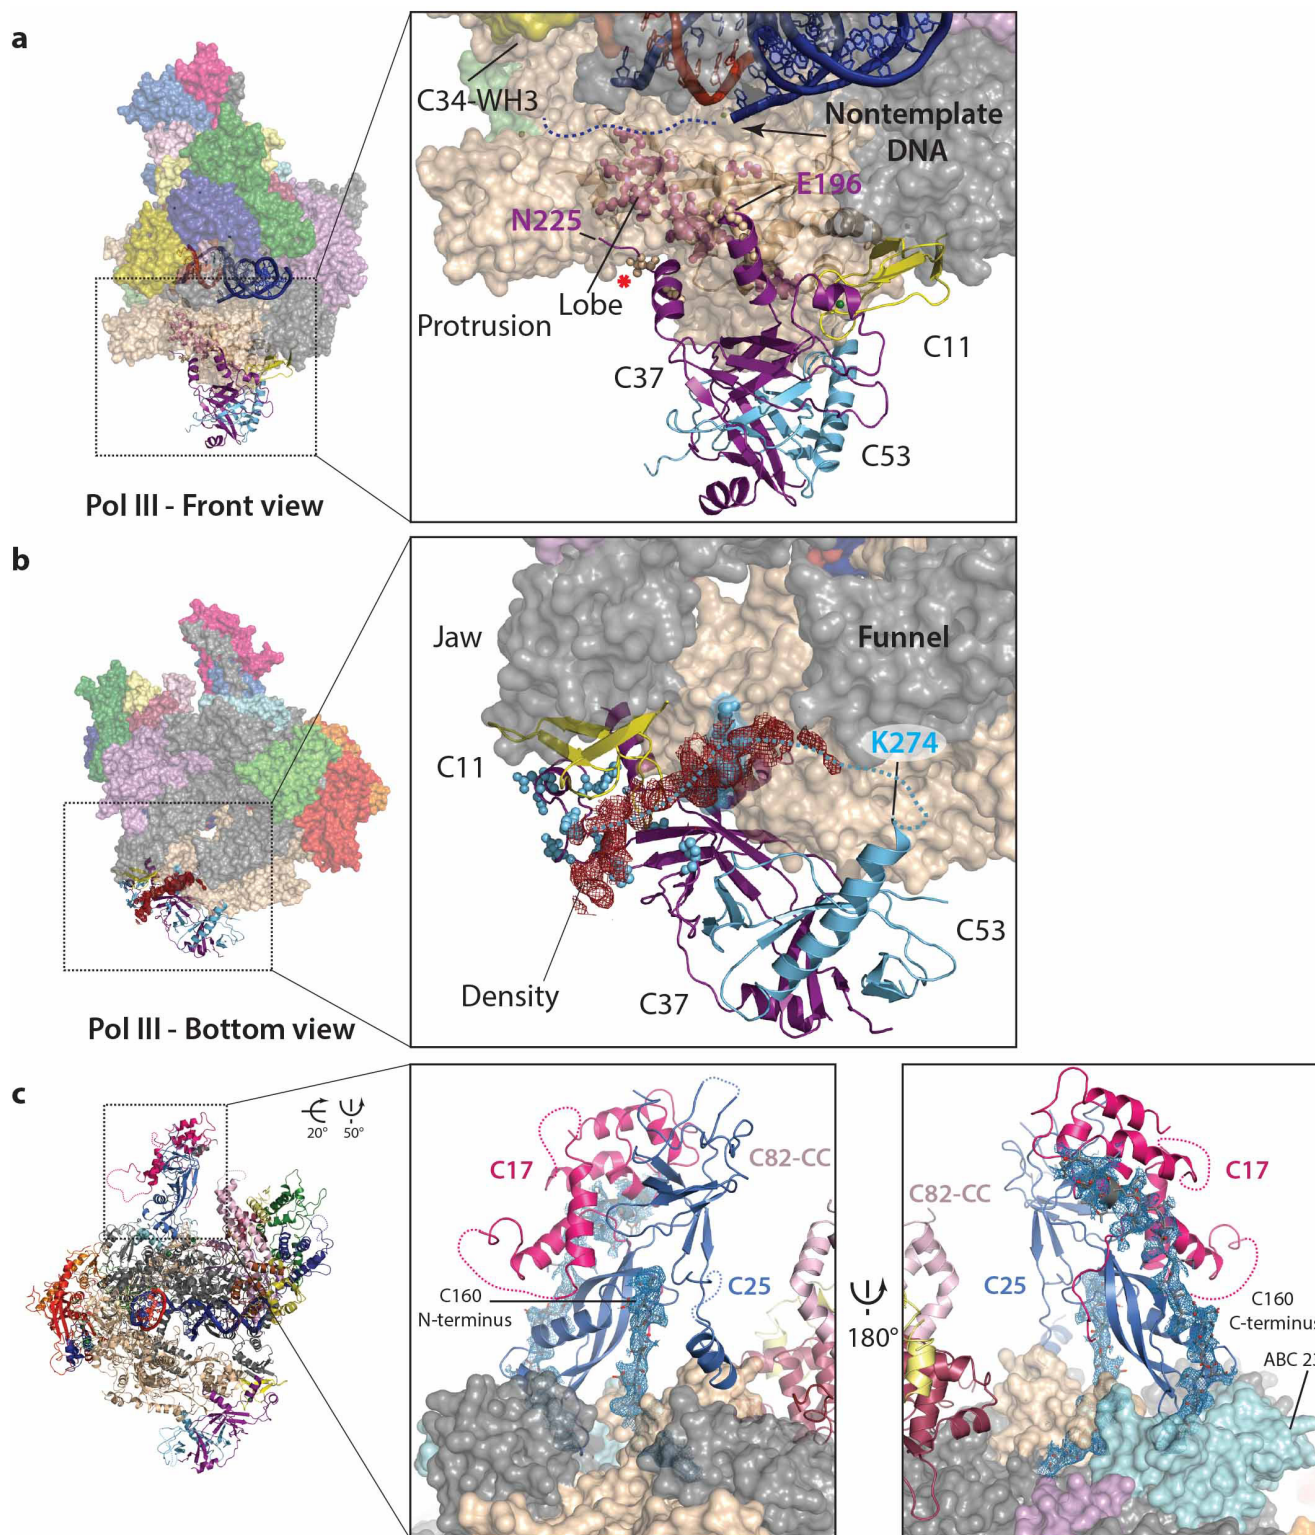 a
C34-WH3
Nontemplate
DNA
E196
N225
*
Lobe
Protrusion
C11
C37
C53
Pol III - Front view
b
Jaw
Funnel
K274
C11
C53
Density
C37
Pol III - Bottom view
c
20° 50°
C17
C82-CC
C25
C160
N-terminus
180°
C82-CC
C17
C25
C160
C-terminus
ABC 2